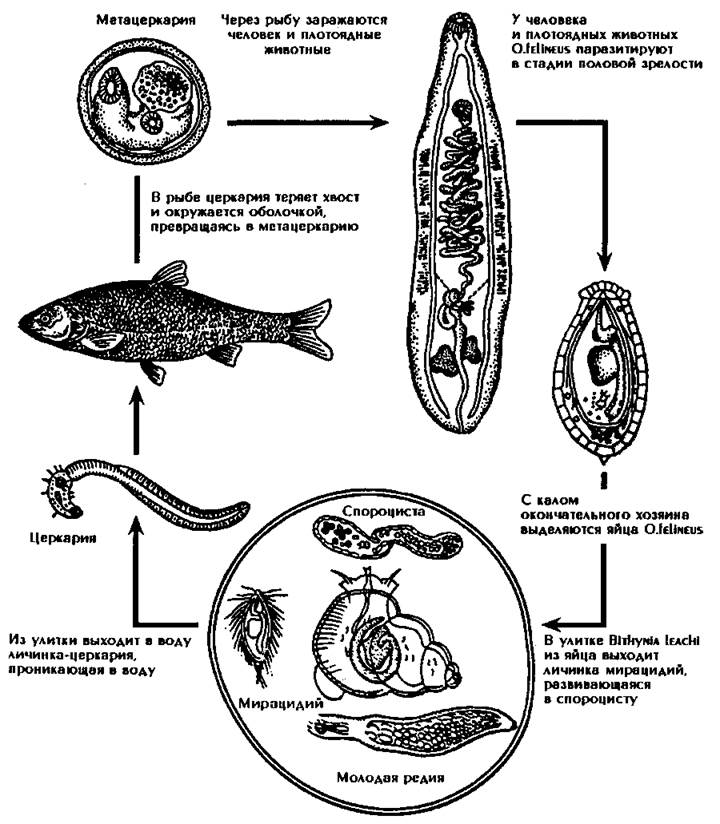 Метацеркария
Через рыбу заражаются
человек и плотоядные
животные
У человека
и плотоядных животных
O.felineus паразитируют
в стадии половой зрелости
В рыбе церкария теряет хвост
и окружается оболочкой,
превращаясь в метацеркарию
С калом
окончательного хозяина
выделяются яйца O.felineus
Церкария
Спороциста
Из улитки выходит в воду
личинка-церкария,
проникающая в воду
Мирацидий
В улитке Bithynia leachi
из яйца выходит
личинка мирацидий,
развивающаяся
в спороцисту
Молодая редия